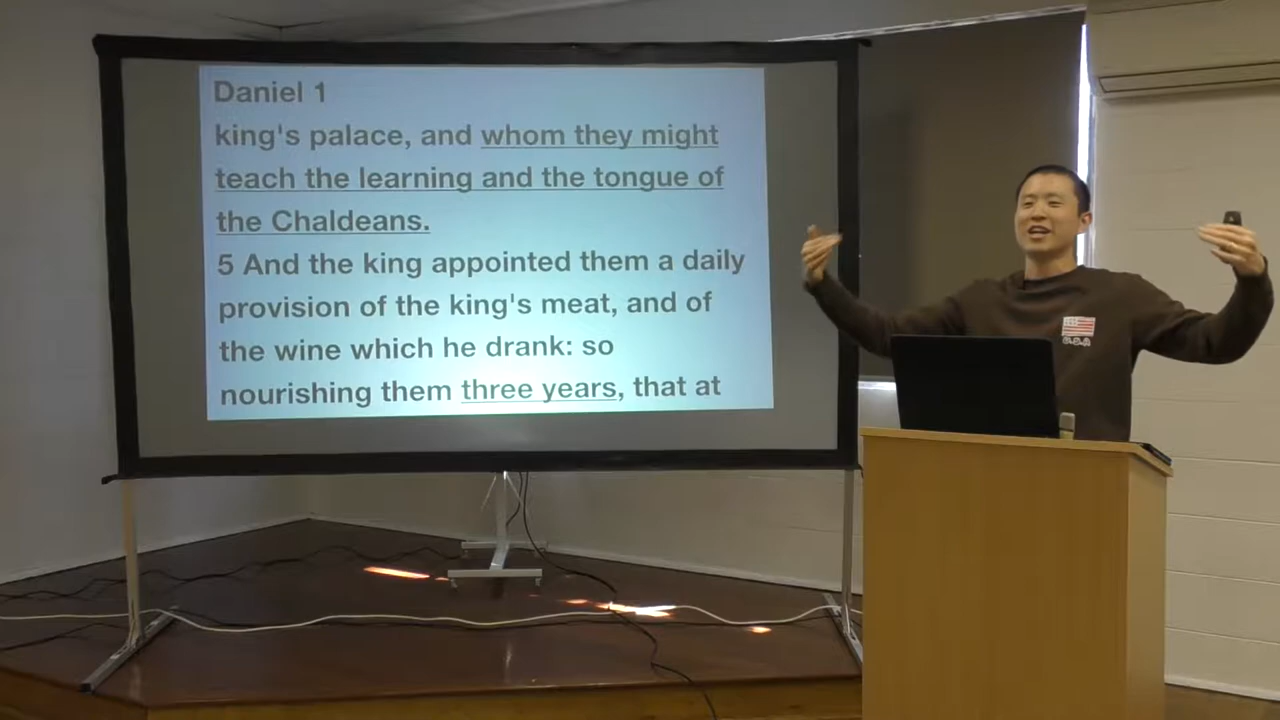 Daniel 1
king's palace, and whom they might
teach the learning and the tongue of
the Chaldeans.
5 And the king appointed them a daily
provision of the king's meat, and of
the wine which he drank: so
nourishing them three years, that at
U.S.A